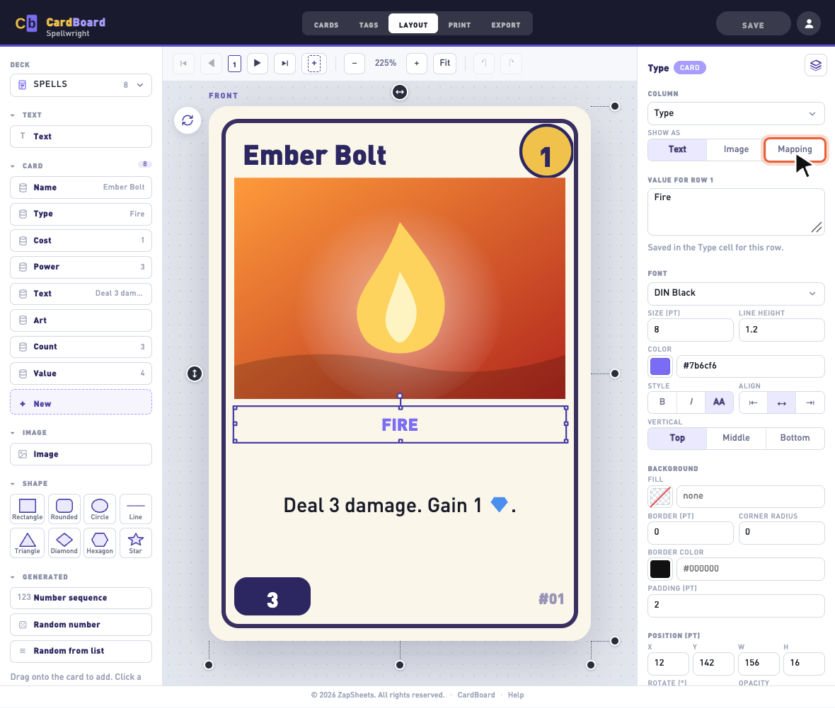 CardBoard
Spellwright
CARDS TAGS LAYOUT PRINT EXPORT
SAVE
DECK
SPELLS 8
TEXT
T Text
CARD 8
Name Ember Bolt
Type Fire
Cost 1
Power 3
Text Deal 3 dam...
Art
Count 3
Value 4
+ New
IMAGE
Image
SHAPE
Rectangle Rounded Circle Line
Triangle Diamond Hexagon Star
GENERATED
123 Number sequence
Random number
Random from list
Drag onto the card to add. Click a
1
− 225% + Fit
FRONT
Ember Bolt 1
FIRE
Deal 3 damage. Gain 1 .
3 #01
Type CARD
COLUMN
Type
SHOW AS
Text Image Mapping
VALUE FOR ROW 1
Fire
Saved in the Type cell for this row.
FONT
DIN Black
SIZE (PT) LINE HEIGHT
8 1.2
COLOR
#7b6cf6
STYLE ALIGN
B I AA
VERTICAL
Top Middle Bottom
BACKGROUND
FILL
none
BORDER (PT) CORNER RADIUS
0 0
BORDER COLOR
#000000
PADDING (PT)
2
POSITION (PT)
X Y W H
12 142 156 16
ROTATE (°) OPACITY
© 2026 ZapSheets. All rights reserved. · CardBoard · Help